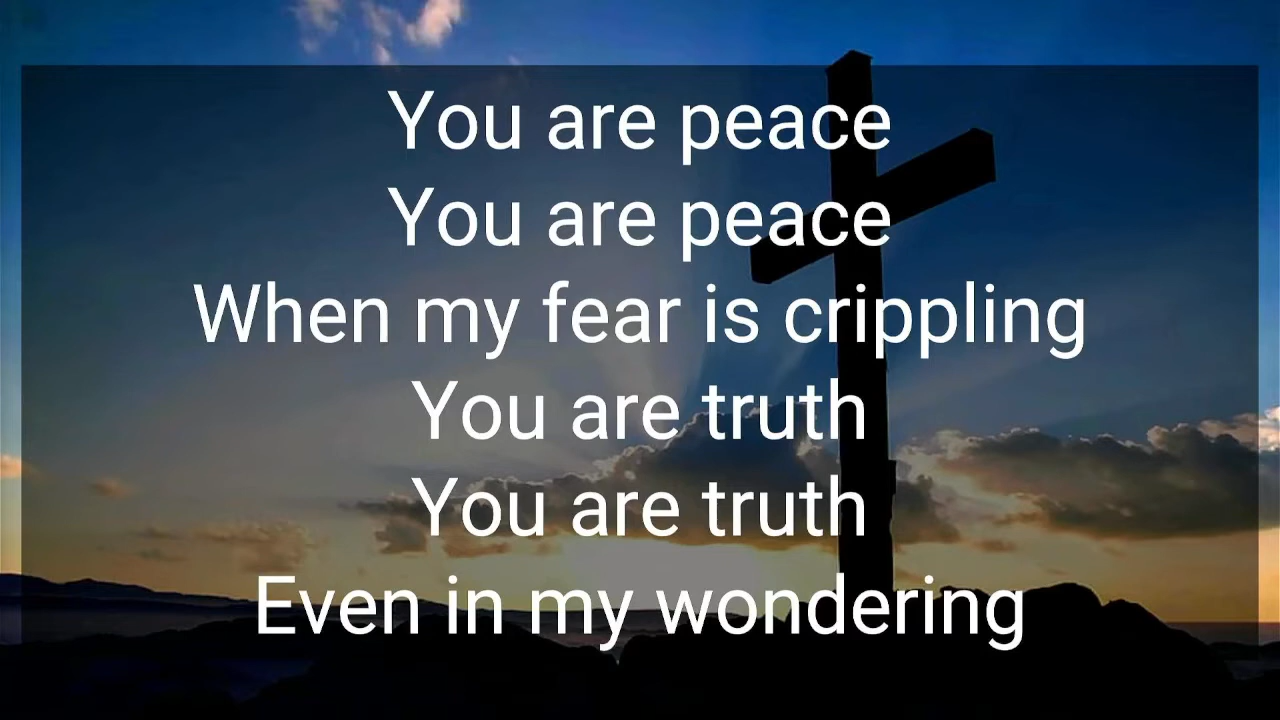 You are peace
You are peace
When my fear is crippling
You are truth
You are truth
Even in my wondering